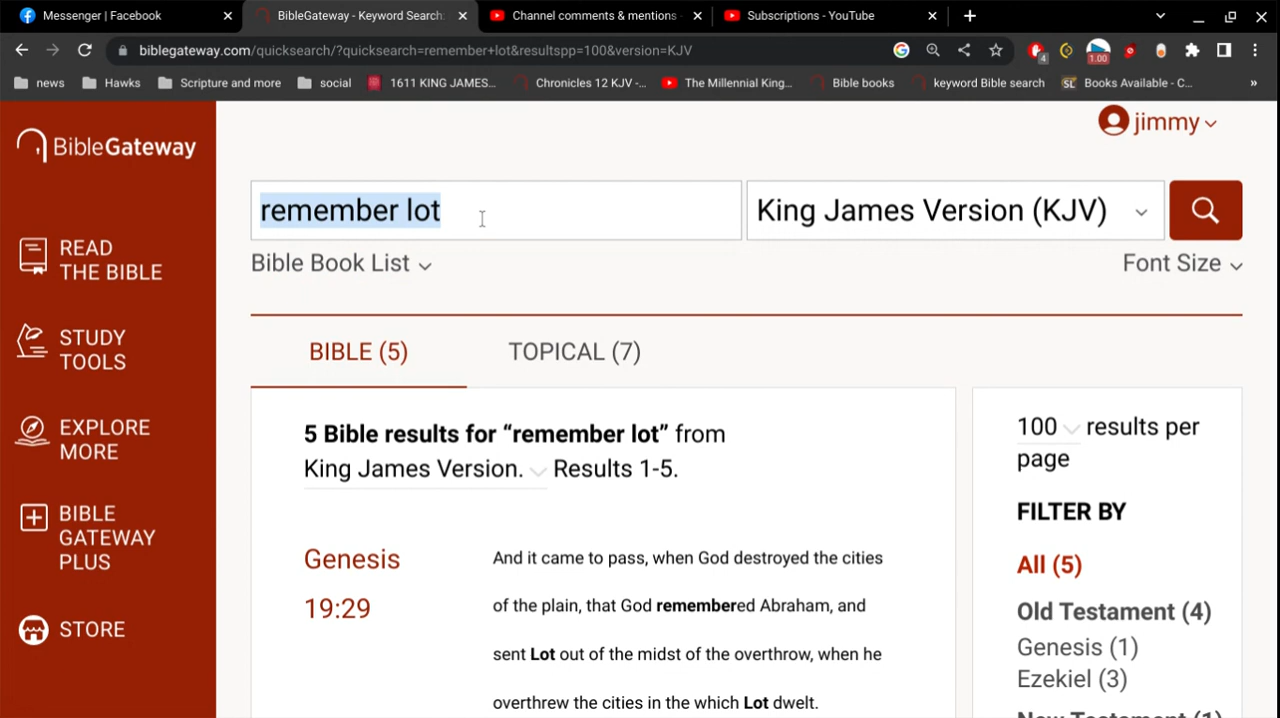 Messenger | Facebook
BibleGateway - Keyword Search:
Channel comments & mentions -
Subscriptions - YouTube
biblegateway.com/quicksearch/?quicksearch=remember+lot&resultspp=100&version=KJV
4
1.00
news
Hawks
Scripture and more
social
1611 KING JAMES...
Chronicles 12 KJV -...
The Millennial King...
Bible books
keyword Bible search
SL
Books Available - C...
»
BibleGateway
jimmy
remember lot
King James Version (KJV)
Bible Book List
Font Size
READ
THE BIBLE
STUDY
TOOLS
EXPLORE
MORE
BIBLE
GATEWAY
PLUS
STORE
BIBLE (5)
TOPICAL (7)
5 Bible results for “remember lot” from
King James Version. Results 1-5.
Genesis
19:29
And it came to pass, when God destroyed the cities
of the plain, that God remembered Abraham, and
sent Lot out of the midst of the overthrow, when he
overthrew the cities in the which Lot dwelt.
100 results per
page
FILTER BY
All (5)
Old Testament (4)
Genesis (1)
Ezekiel (3)
New Testament (1)